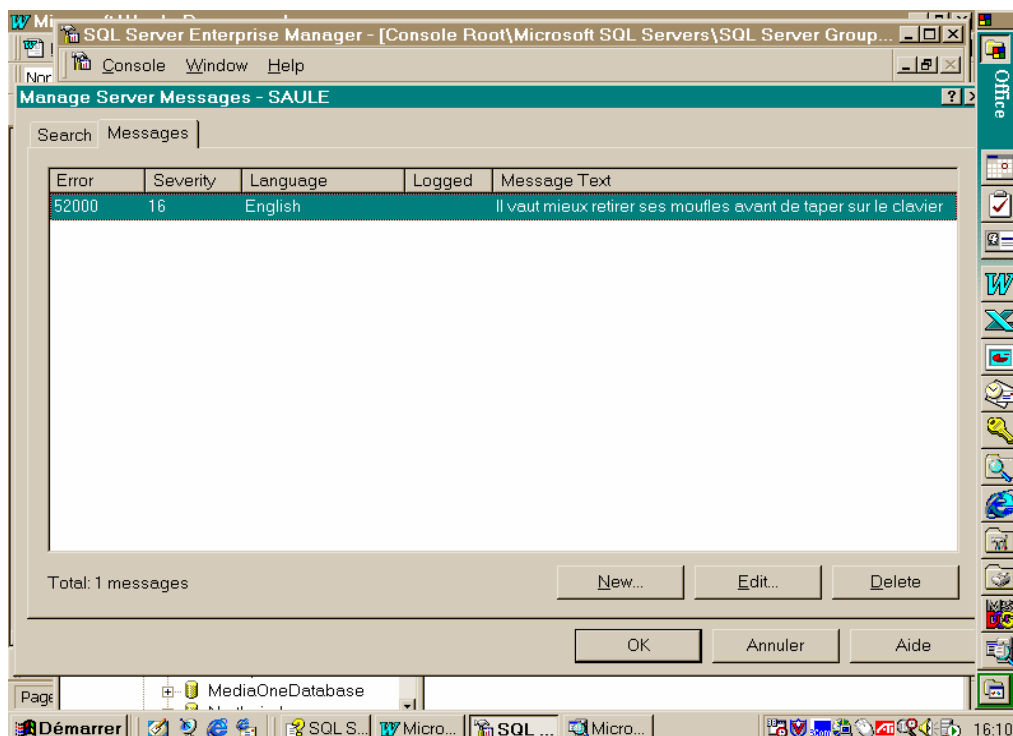 SQL Server Enterprise Manager - [Console Root\Microsoft SQL Servers\SQL Server Group...
Console Window Help
Nor
Office
Manage Server Messages - SAULE
Search Messages
Error Severity Language Logged Message Text
52000 16 English Il vaut mieux retirer ses moufles avant de taper sur le clavier
Total: 1 messages
New... Edit... Delete
OK Annuler Aide
Page
MediaOneDatabase
Démarrer SQL S... Micro... SQL ... Micro... 16:10